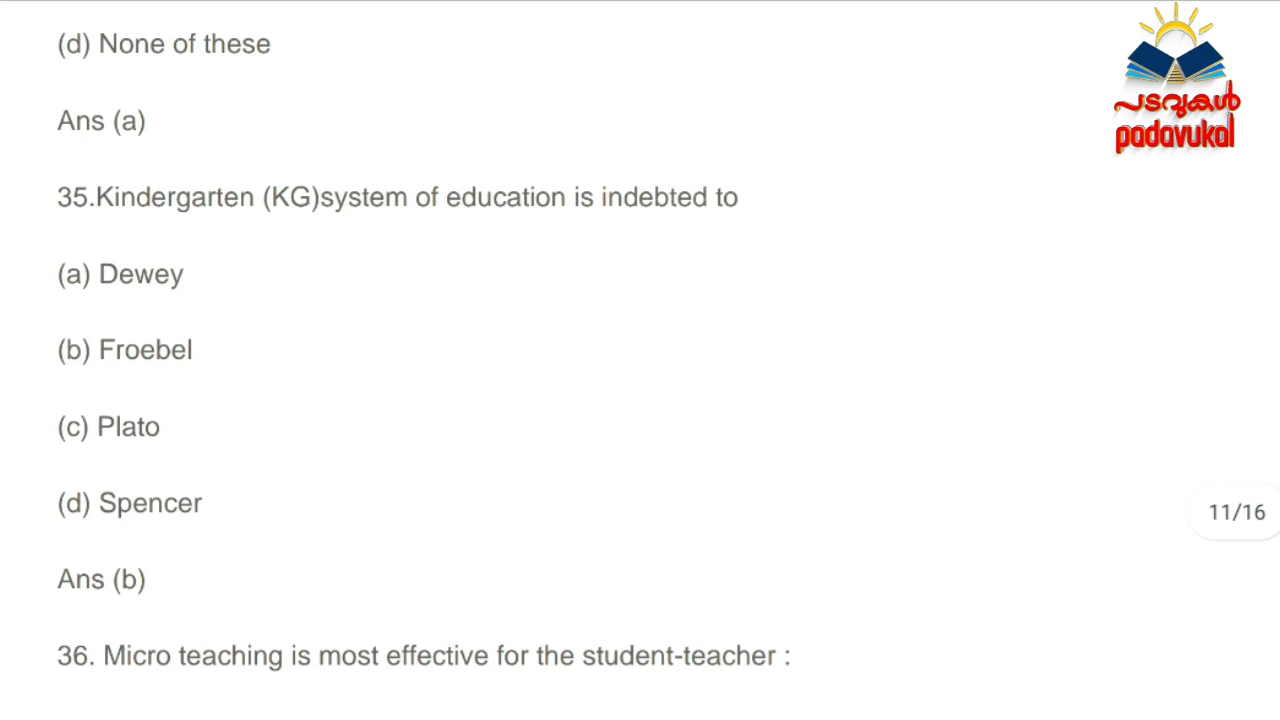 (d) None of these
Ans (a)
35.Kindergarten (KG)system of education is indebted to
(a) Dewey
(b) Froebel
(c) Plato
(d) Spencer
Ans (b)
36. Micro teaching is most effective for the student-teacher :
പടവുകൾ
padavukal
11/16